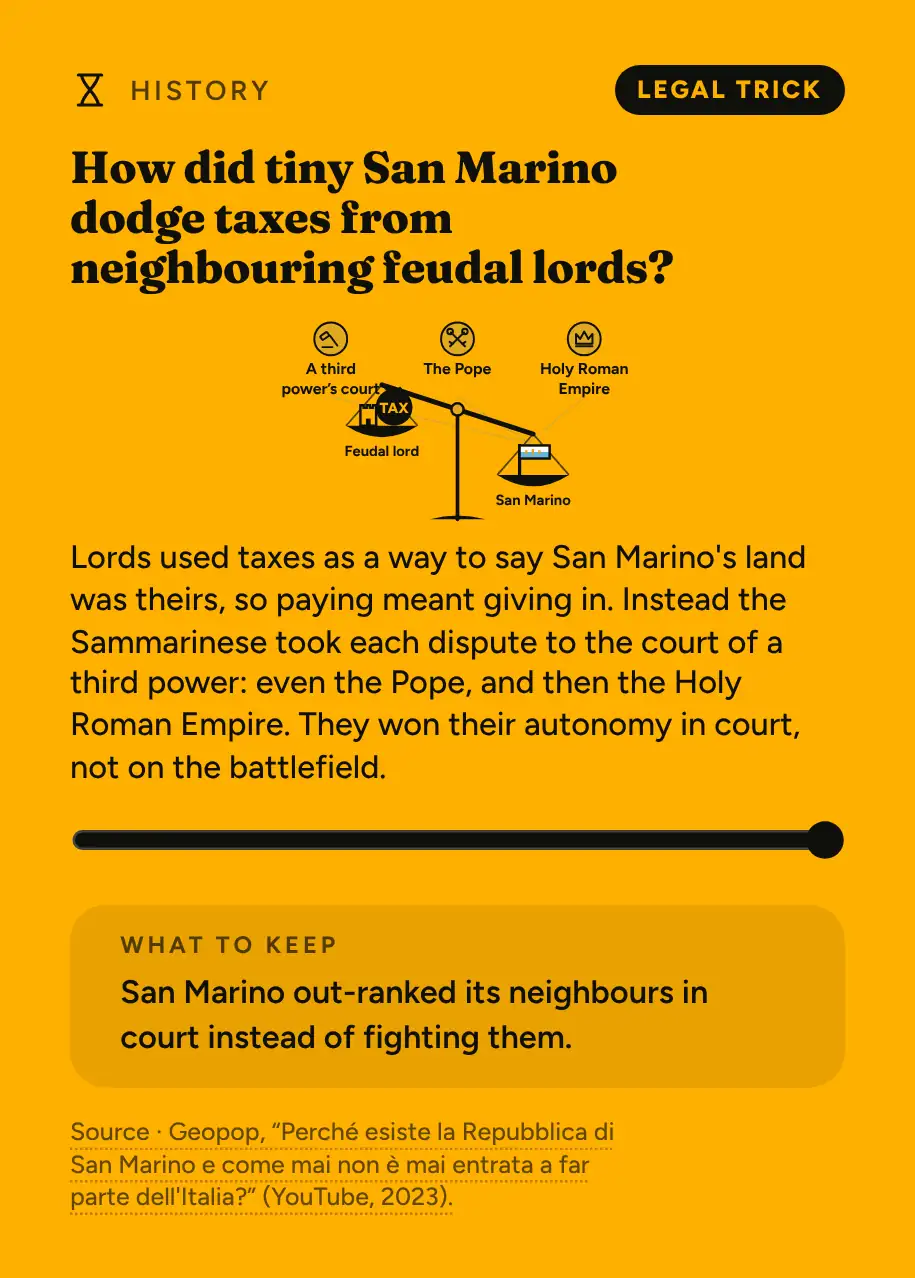 HISTORY
LEGAL TRICK
How did tiny San Marino
dodge taxes from
neighbouring feudal lords?
A third
power's court
The Pope
Holy Roman
Empire
TAX
Feudal lord
San Marino
Lords used taxes as a way to say San Marino's land
was theirs, so paying meant giving in. Instead the
Sammarinese took each dispute to the court of a
third power: even the Pope, and then the Holy
Roman Empire. They won their autonomy in court,
not on the battlefield.
WHAT TO KEEP
San Marino out-ranked its neighbours in
court instead of fighting them.
Source · Geopop, “Perché esiste la Repubblica di
San Marino e come mai non è mai entrata a far
parte dell'Italia?” (YouTube, 2023).